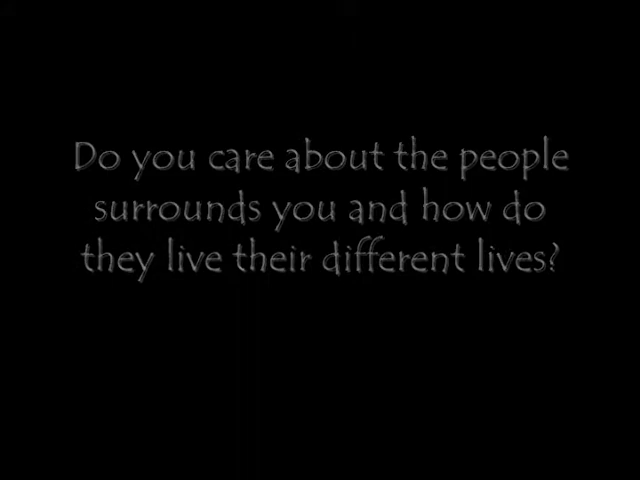 Do you care about the people
surrounds you and how do
they live their different lives?